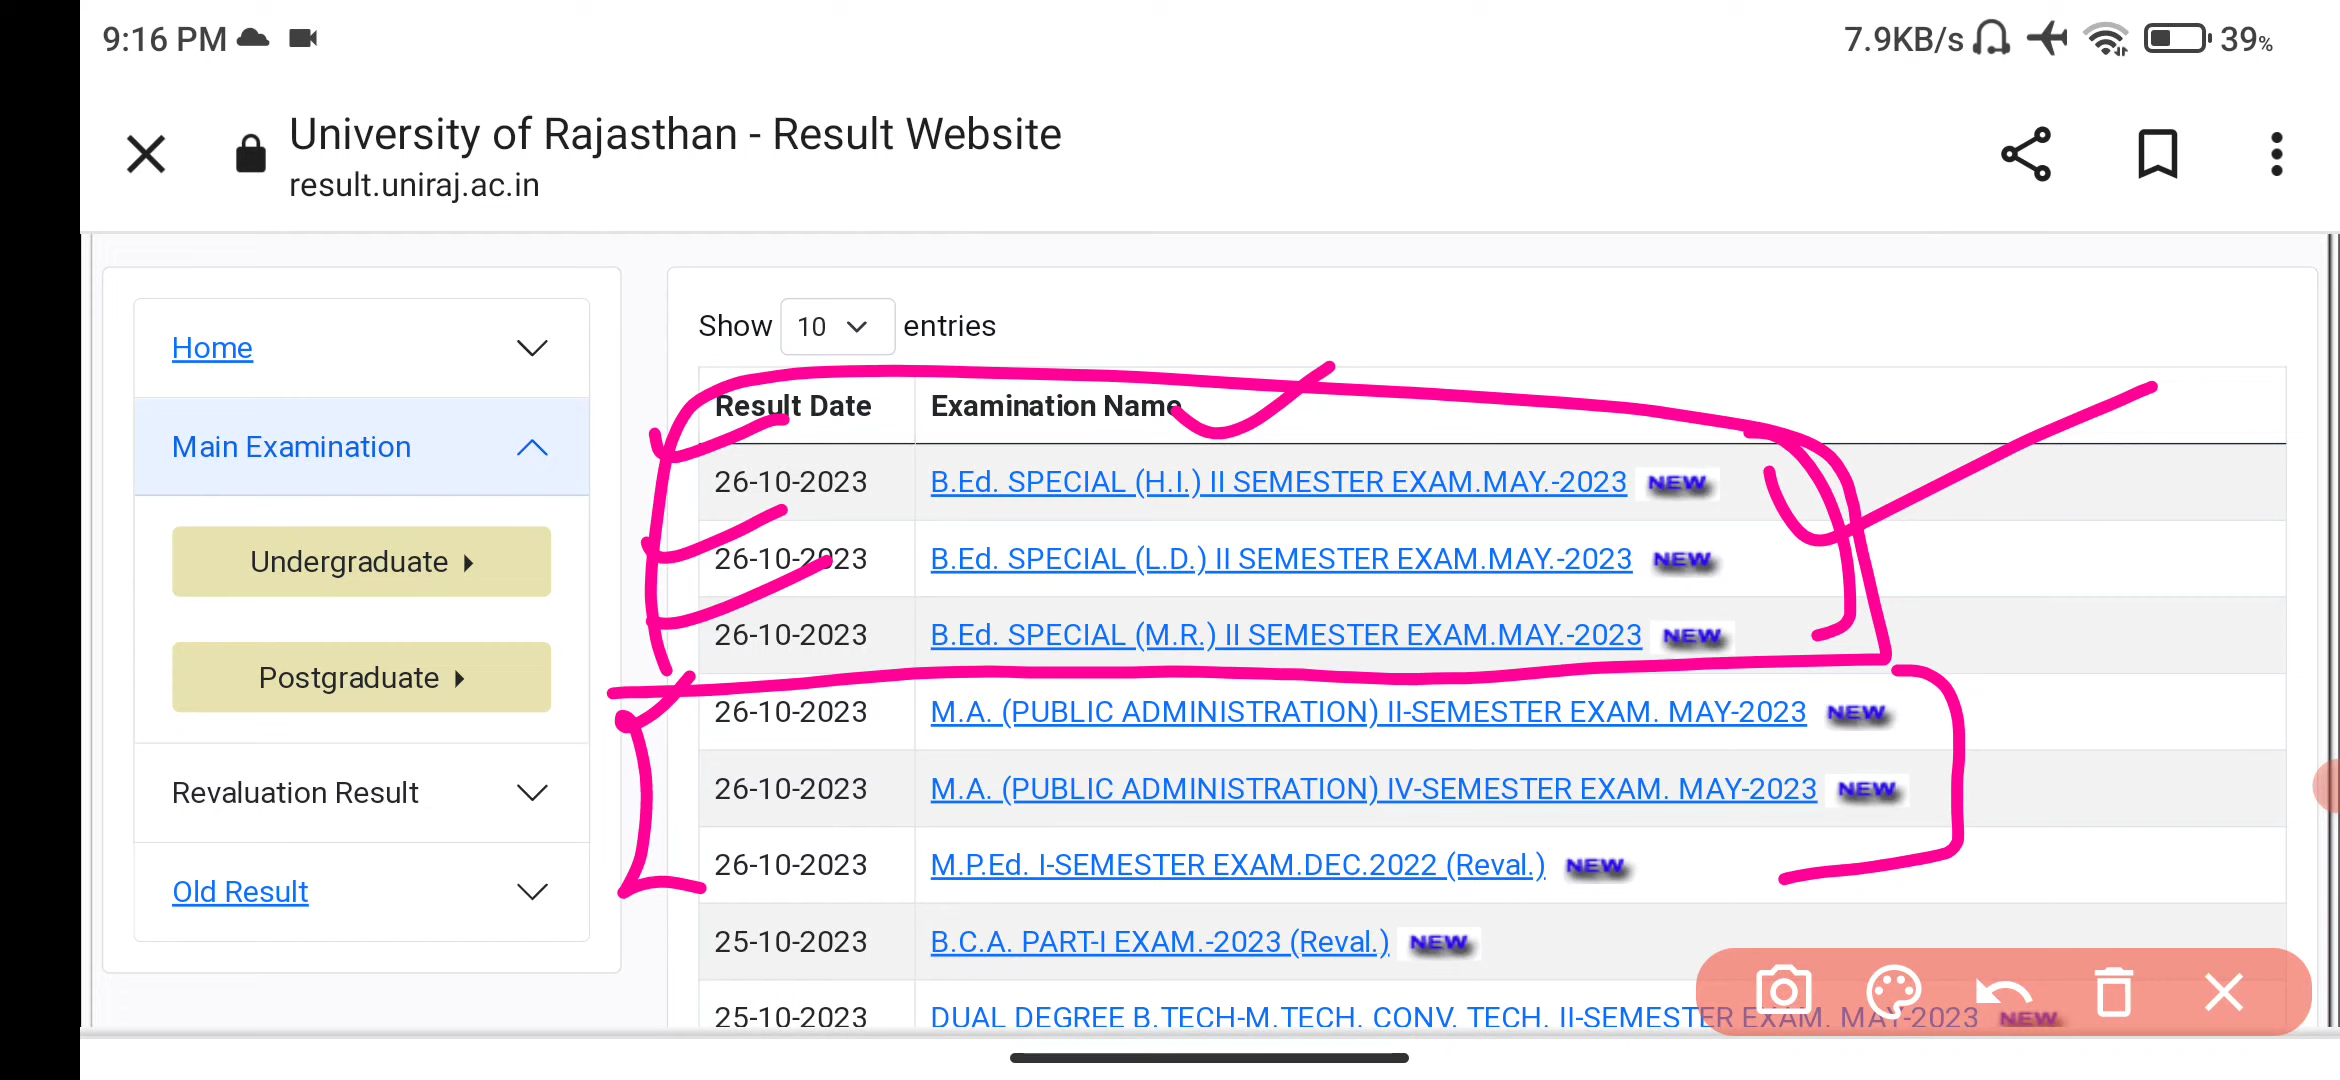 9:16 PM
7.9KB/s
39%
University of Rajasthan - Result Website
result.uniraj.ac.in
Home
Main Examination
Undergraduate
Postgraduate
Revaluation Result
Old Result
Show 10 entries
Result Date Examination Name
26-10-2023 B.Ed. SPECIAL (H.I.) II SEMESTER EXAM.MAY.-2023 NEW
26-10-2023 B.Ed. SPECIAL (L.D.) II SEMESTER EXAM.MAY.-2023 NEW
26-10-2023 B.Ed. SPECIAL (M.R.) II SEMESTER EXAM.MAY.-2023 NEW
26-10-2023 M.A. (PUBLIC ADMINISTRATION) II-SEMESTER EXAM. MAY-2023 NEW
26-10-2023 M.A. (PUBLIC ADMINISTRATION) IV-SEMESTER EXAM. MAY-2023 NEW
26-10-2023 M.P.Ed. I-SEMESTER EXAM.DEC.2022 (Reval.) NEW
25-10-2023 B.C.A. PART-I EXAM.-2023 (Reval.) NEW
25-10-2023 DUAL DEGREE B.TECH-M.TECH. CONV. TECH. II-SEMESTER EXAM. MAY-2023 NEW